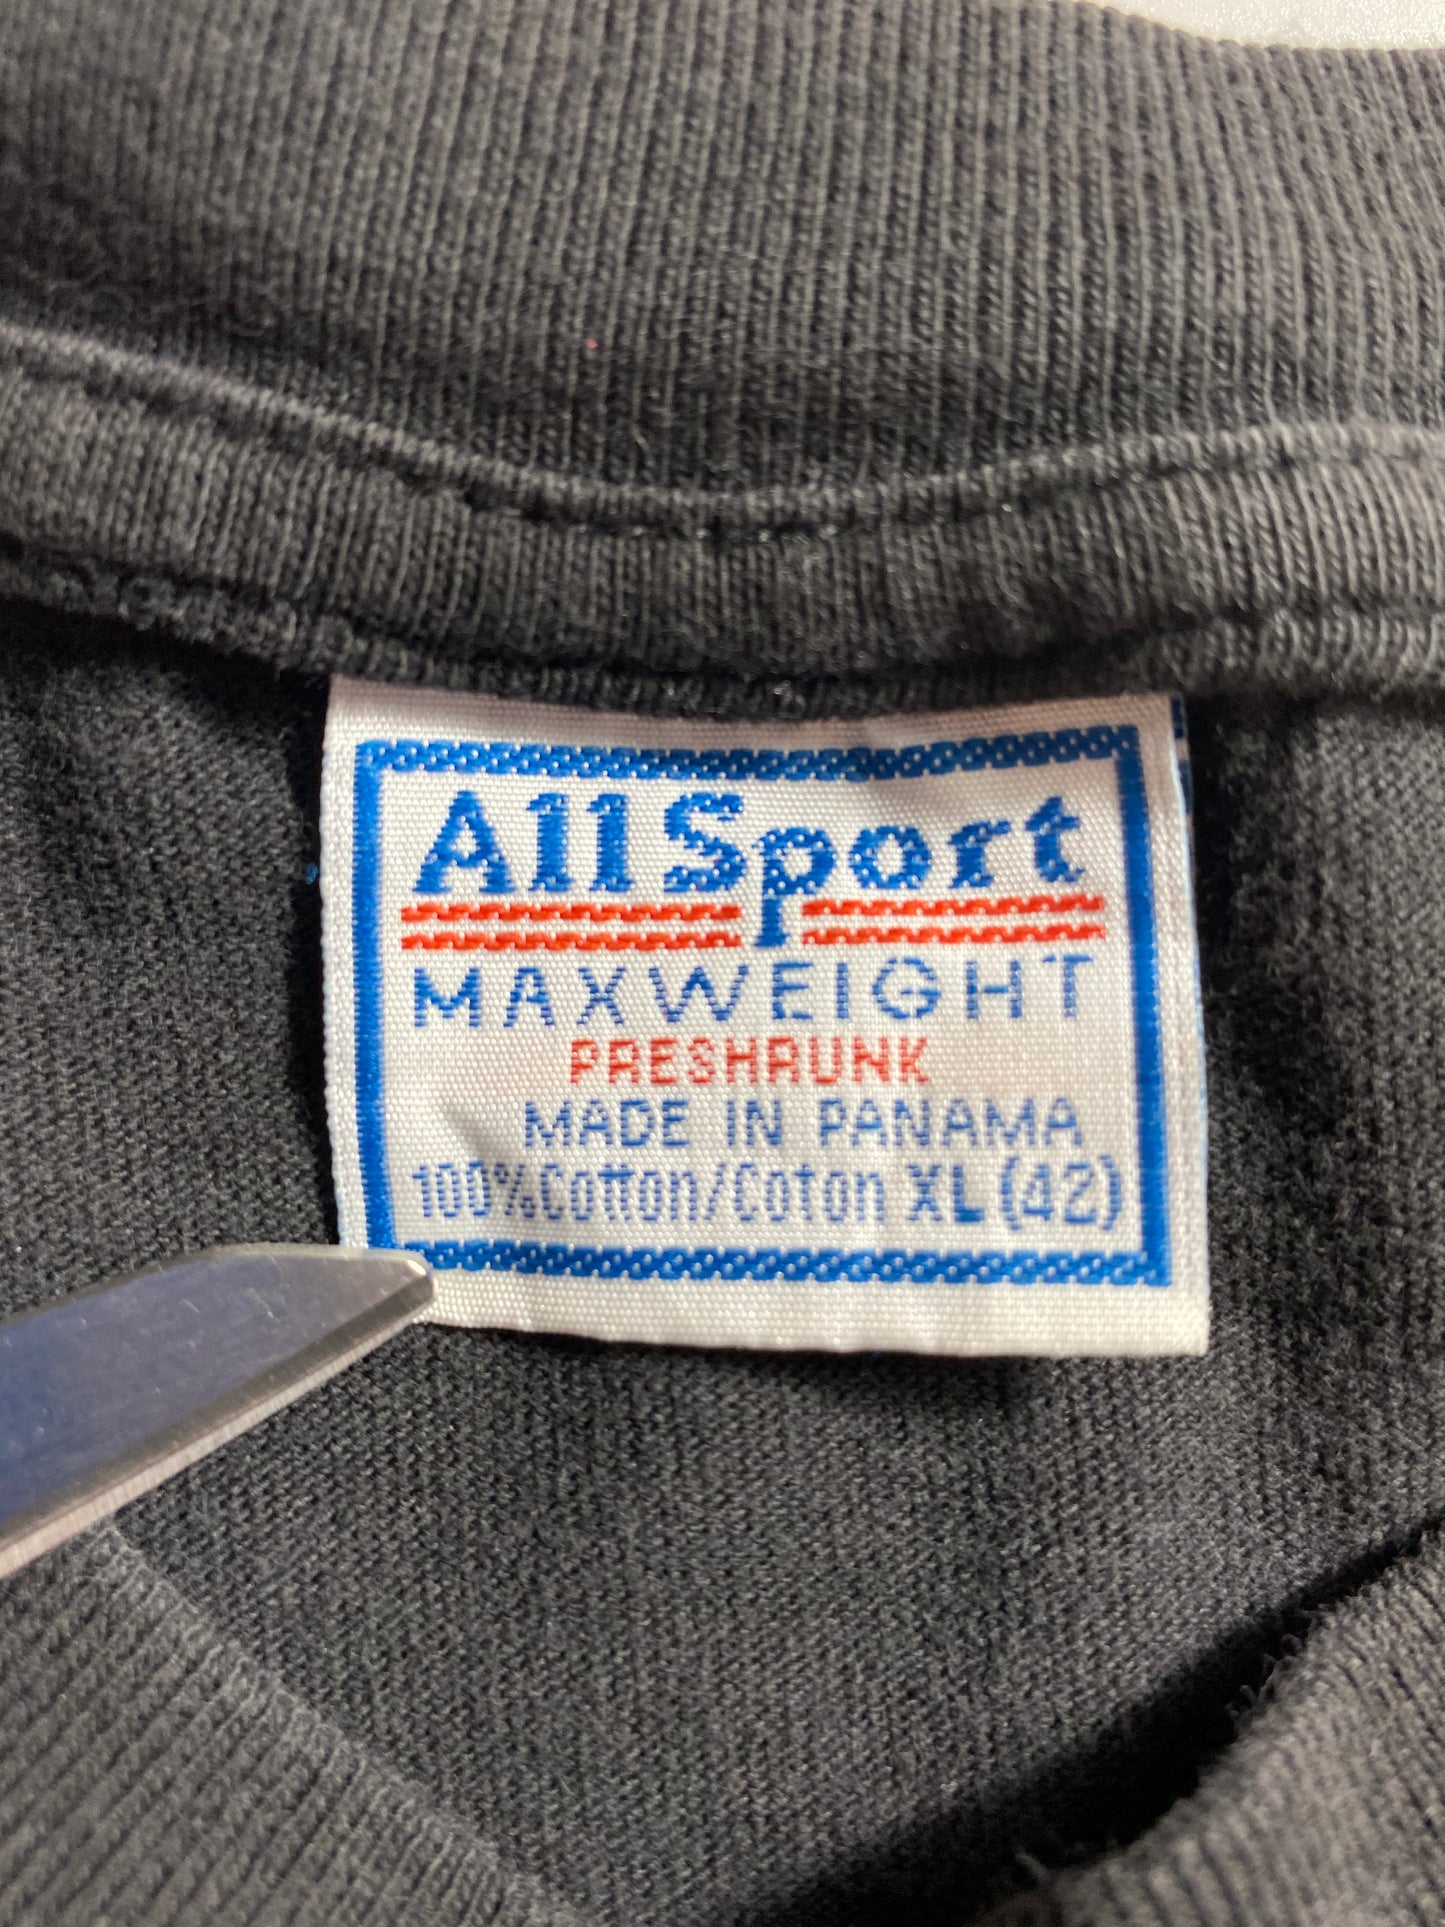 AllSport
MAXWEIGHT
PRESHRUNK
MADE IN PANAMA
100%Cotton/Coton XL (42)